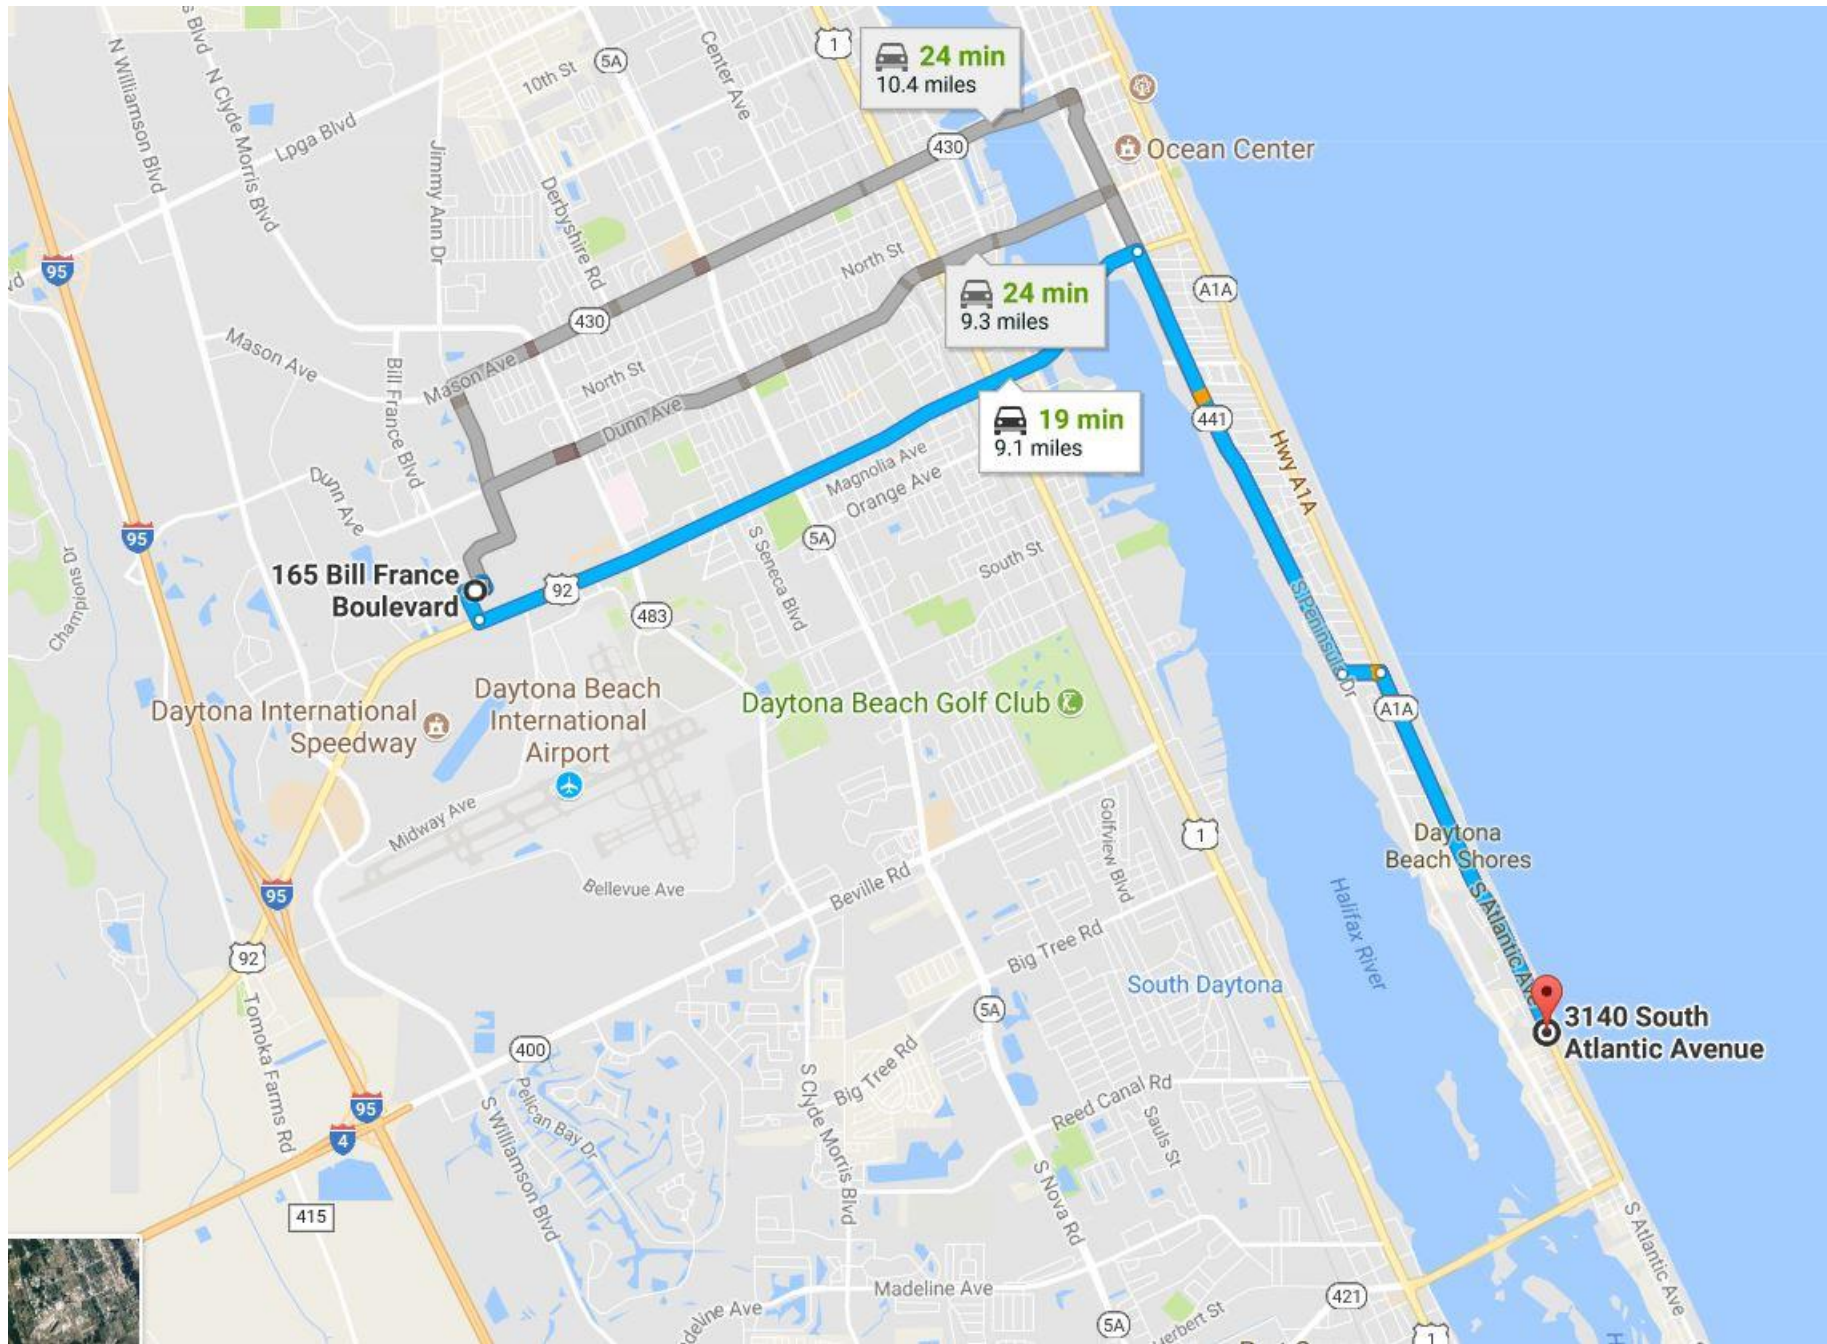 s Blvd
N Williamson Blvd
N Clyde Morris Blvd
10th St
5A
Center Ave
1
24 min
10.4 miles
Lpga Blvd
Jimmy Ann Dr
Derbyshire Rd
430
Ocean Center
95
vd
North St
24 min
9.3 miles
A1A
430
Mason Ave
Bill France Blvd
Mason Ave
North St
Dunn Ave
19 min
9.1 miles
441
Hwy A1A
Magnolia Ave
Orange Ave
Dunn Ave
95
5A
S Seneca Blvd
South St
Champions Dr
165 Bill France
Boulevard
92
483
S Peninsula Dr
Daytona International
Speedway
Daytona Beach
International
Airport
Daytona Beach Golf Club
A1A
Midway Ave
Golfview Blvd
1
Daytona
Beach Shores
95
Bellevue Ave
Beville Rd
Halifax River
S Atlantic Ave
92
Big Tree Rd
South Daytona
Tomoka Farms Rd
5A
3140 South
Atlantic Avenue
400
Big Tree Rd
S Clyde Morris Blvd
Reed Canal Rd
Sauls St
95
4
Pelican Bay Dr
S Williamson Blvd
S Nova Rd
415
S Atlantic Ave
Madeline Ave
421
deline Ave
5A
Herbert St
1
H